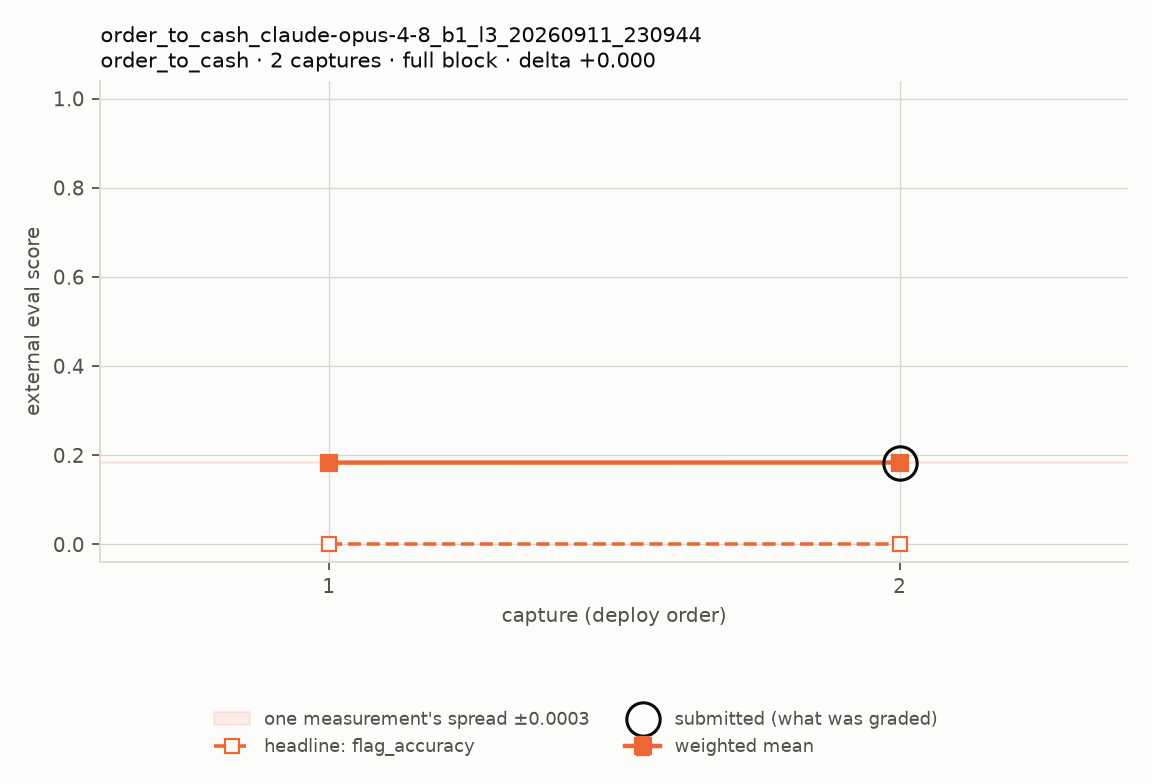 order_to_cash_claude-opus-4-8_b1_l3_20260911_230944
order_to_cash · 2 captures · full block · delta +0.000
1.0
0.8
0.6
0.4
0.2
0.0
external eval score
1
2
capture (deploy order)
one measurement's spread ±0.0003
submitted (what was graded)
headline: flag_accuracy
weighted mean